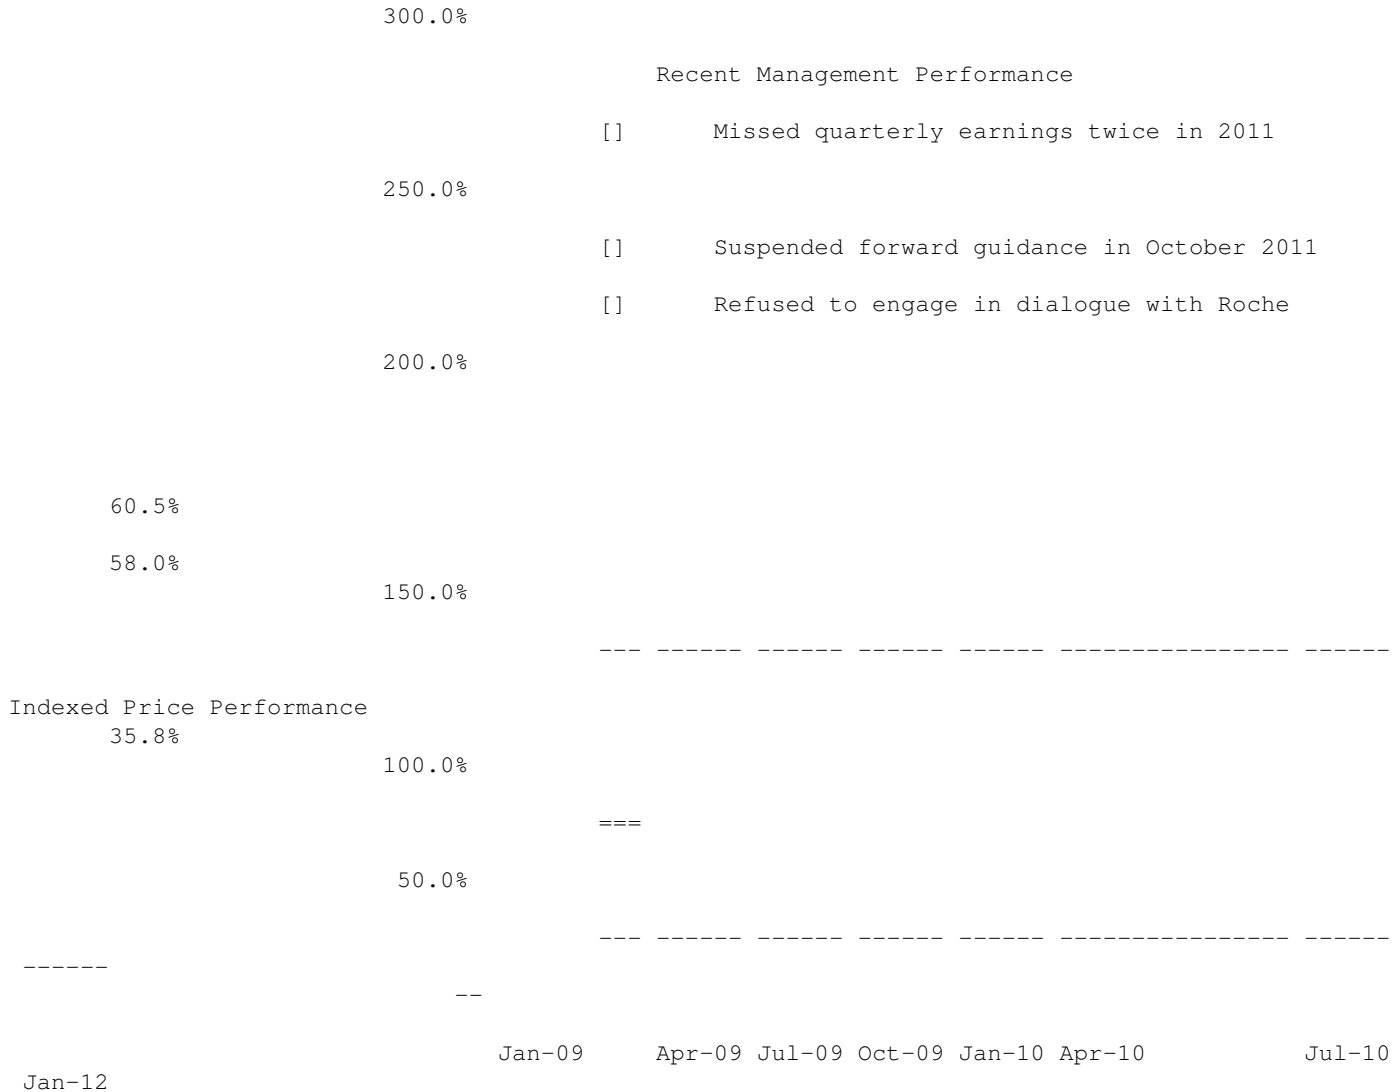 300.0%
Recent Management Performance
[] Missed quarterly earnings twice in 2011
250.0%
[] Suspended forward guidance in October 2011
[] Refused to engage in dialogue with Roche
200.0%
60.5%
58.0%
150.0%
--- ------ ------ ------ ------ ---------------- ------
Indexed Price Performance
35.8%
100.0%
===
50.0%
--- ------ ------ ------ ------ ---------------- ------
------
--
Jan-09 Apr-09 Jul-09 Oct-09 Jan-10 Apr-10 Jul-10
Jan-12